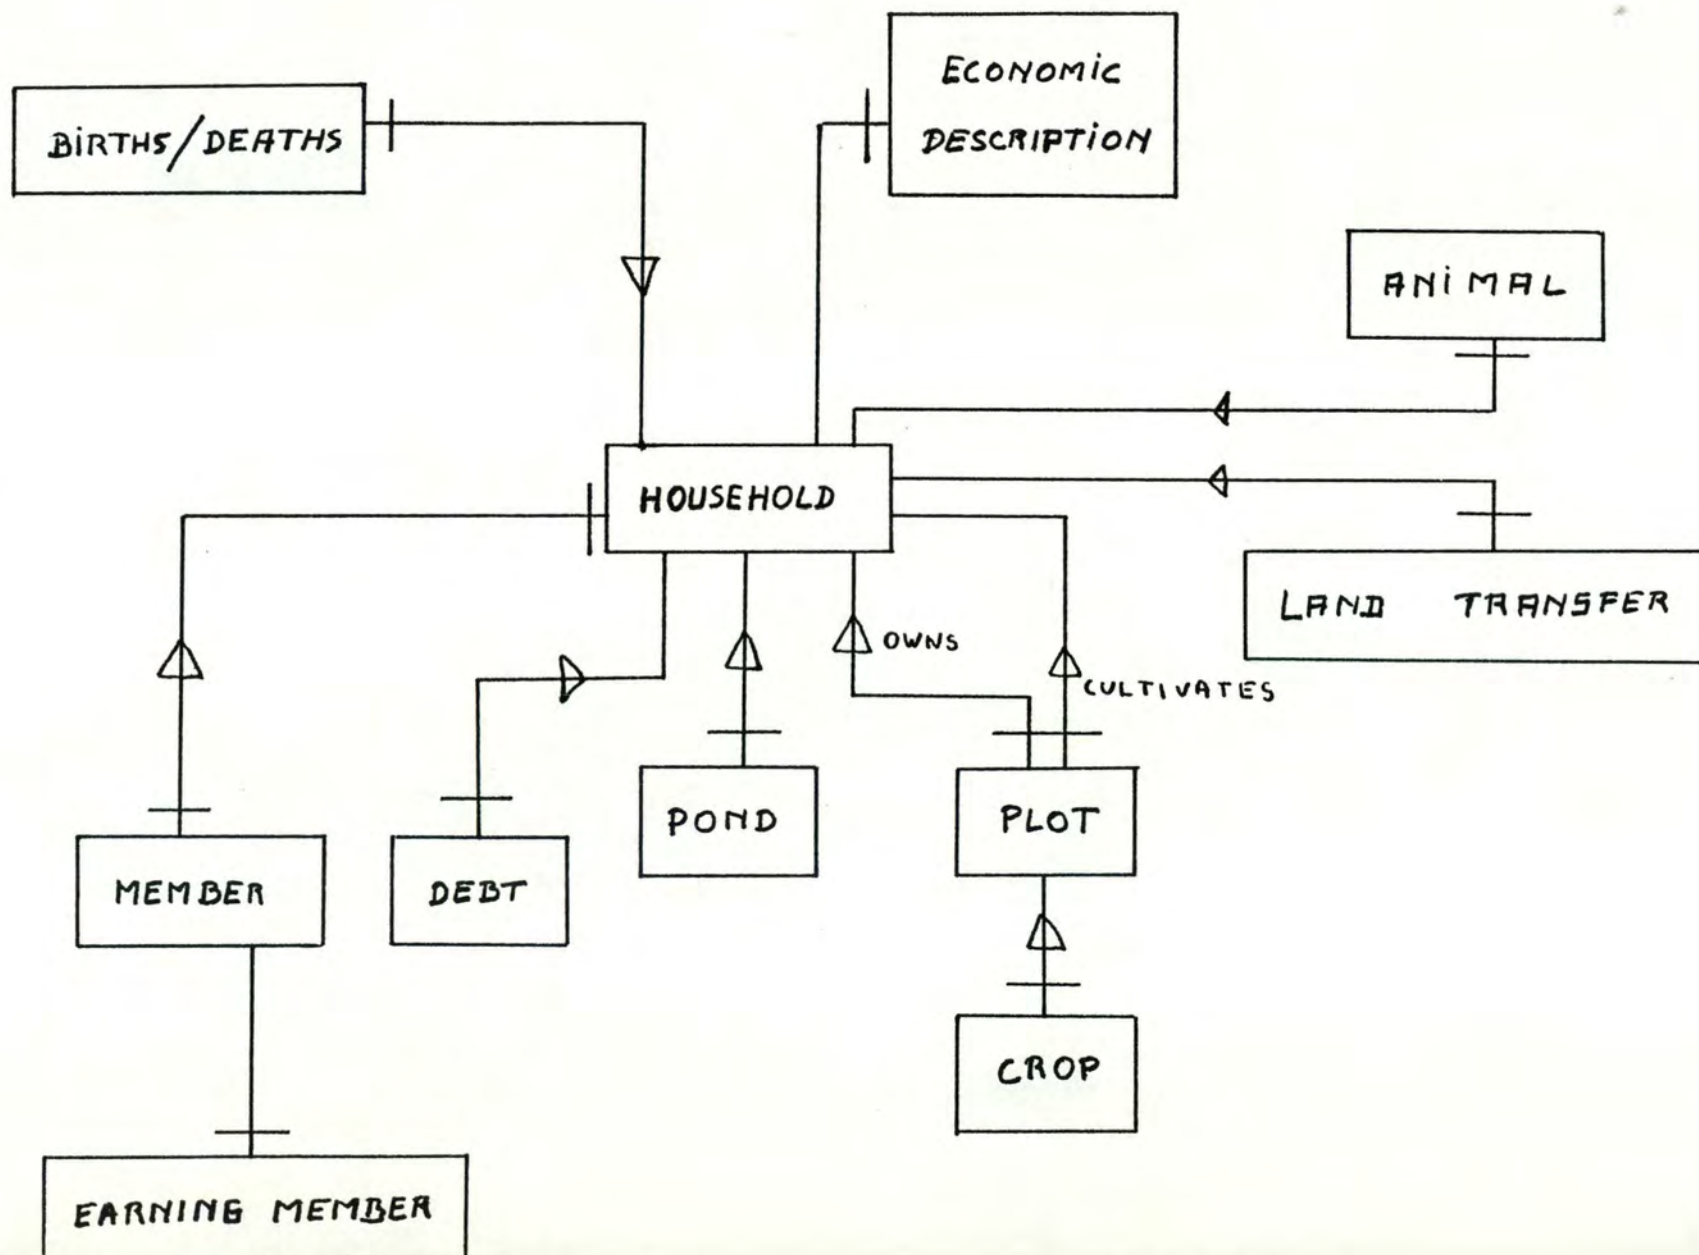 ECONOMIC
DESCRIPTION
BIRTHS/DEATHS
ANIMAL
HOUSEHOLD
LAND TRANSFER
OWNS
CULTIVATES
POND
PLOT
MEMBER
DEBT
CROP
EARNING MEMBER